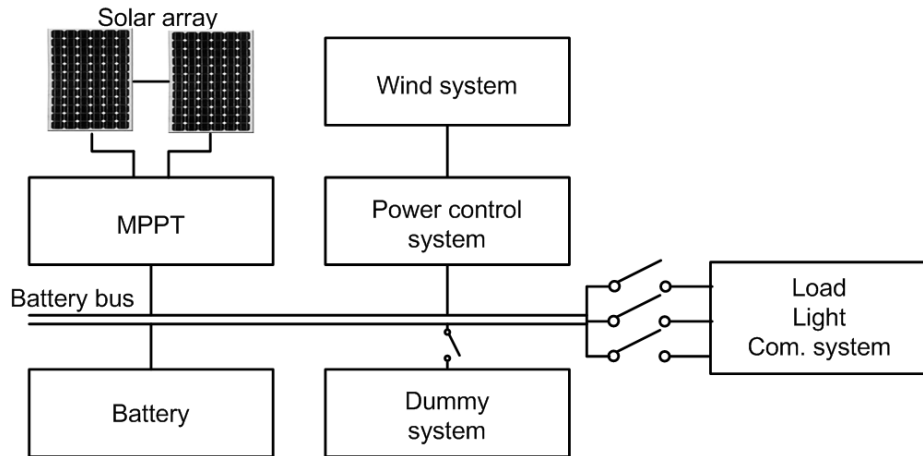 Solar array
Wind system
MPPT
Power control
system
Battery bus
Load
Light
Com. system
Battery
Dummy
system